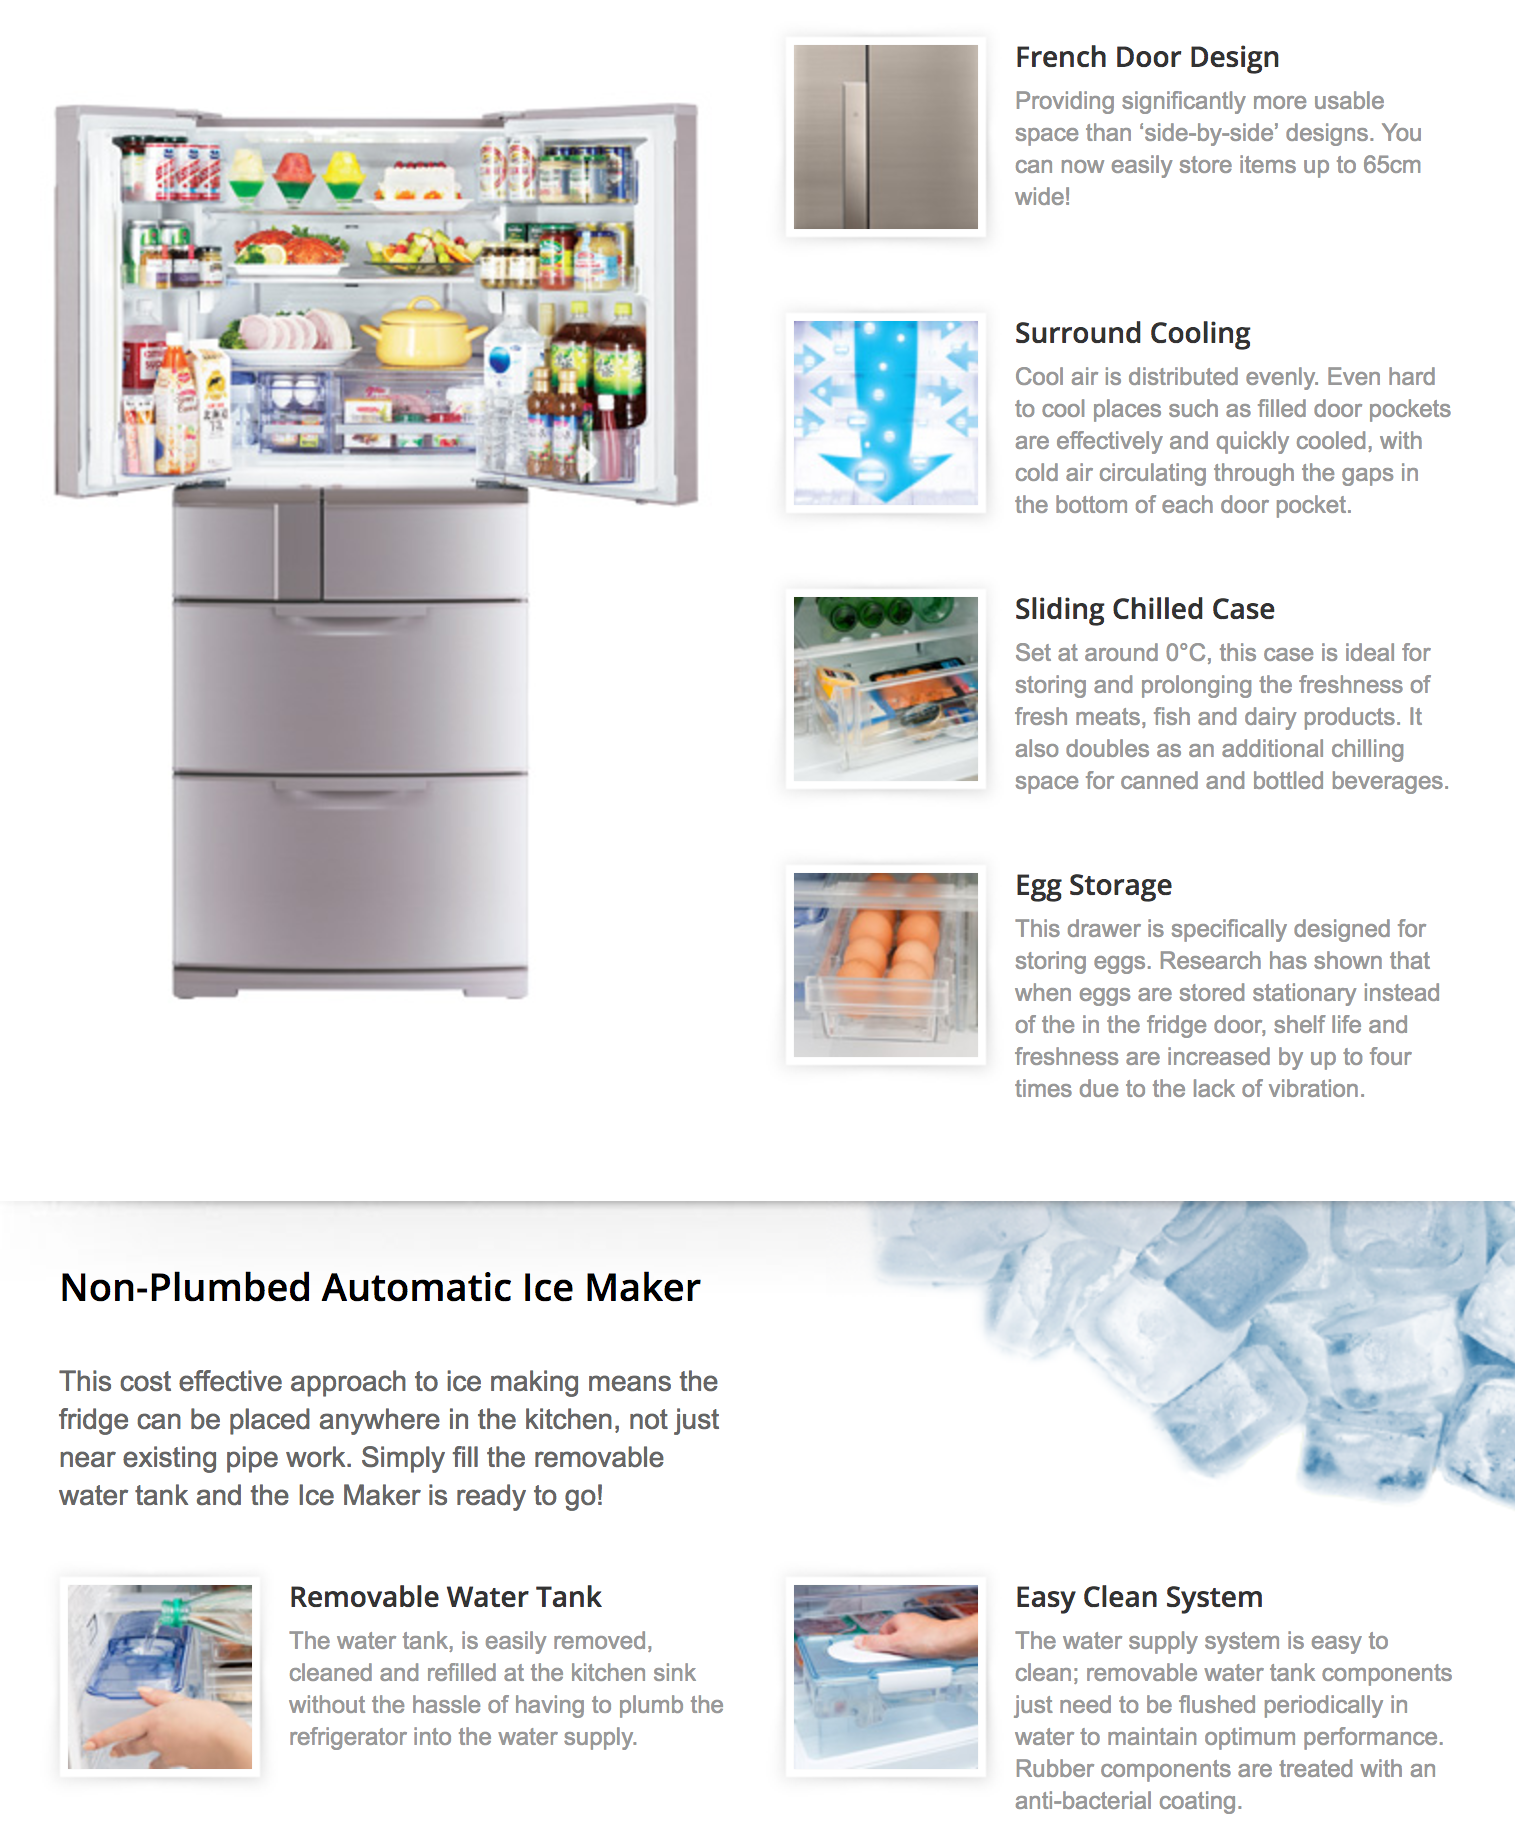 French Door Design
Providing significantly more usable
space than ‘side-by-side’ designs. You
can now easily store items up to 65cm
wide!
Surround Cooling
Cool air is distributed evenly. Even hard
to cool places such as filled door pockets
are effectively and quickly cooled, with
cold air circulating through the gaps in
the bottom of each door pocket.
Sliding Chilled Case
Set at around 0°C, this case is ideal for
storing and prolonging the freshness of
fresh meats, fish and dairy products. It
also doubles as an additional chilling
space for canned and bottled beverages.
Egg Storage
This drawer is specifically designed for
storing eggs. Research has shown that
when eggs are stored stationary instead
of the in the fridge door, shelf life and
freshness are increased by up to four
times due to the lack of vibration.
Non-Plumbed Automatic Ice Maker
This cost effective approach to ice making means the
fridge can be placed anywhere in the kitchen, not just
near existing pipe work. Simply fill the removable
water tank and the Ice Maker is ready to go!
Removable Water Tank
The water tank, is easily removed,
cleaned and refilled at the kitchen sink
without the hassle of having to plumb the
refrigerator into the water supply.
Easy Clean System
The water supply system is easy to
clean; removable water tank components
just need to be flushed periodically in
water to maintain optimum performance.
Rubber components are treated with an
anti-bacterial coating.